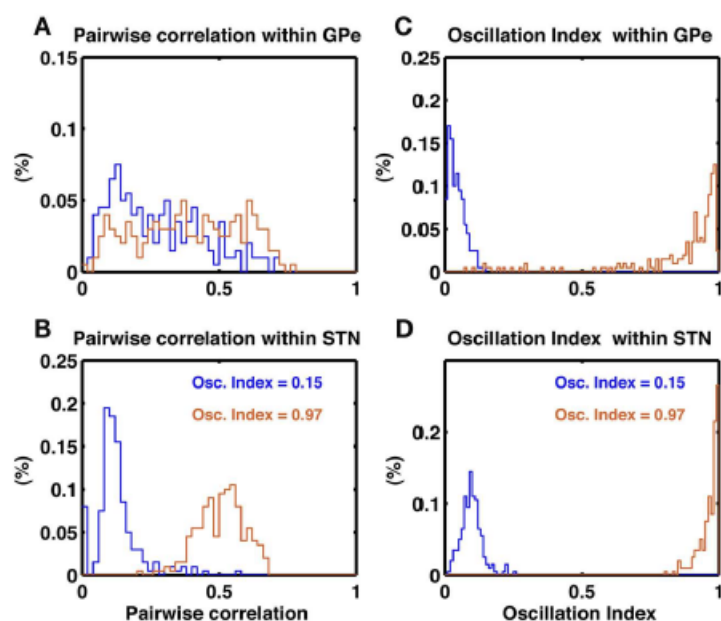 A Pairwise correlation within GPe
0.15
0.1
0.05
0
(%)
0 0.5 1
C Oscillation Index within GPe
0.25
0.2
0.15
0.1
0.05
0
(%)
0 0.5 1
B Pairwise correlation within STN
0.25
0.2
0.15
0.1
0.05
0
(%)
Osc. Index = 0.15
Osc. Index = 0.97
0 0.5 1
Pairwise correlation
D Oscillation Index within STN
0.2
0.1
0
(%)
Osc. Index = 0.15
Osc. Index = 0.97
0 0.5 1
Oscillation Index